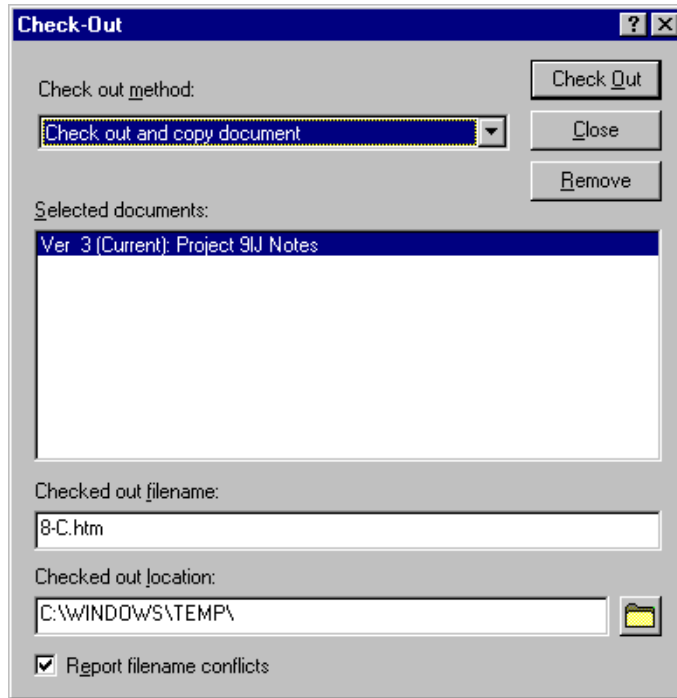 Check-Out
Check out method:
Check Out
Check out and copy document
Close
Remove
Selected documents:
Ver 3 (Current): Project 9IJ Notes
Checked out filename:
8-C.htm
Checked out location:
C:\WINDOWS\TEMP\
Report filename conflicts